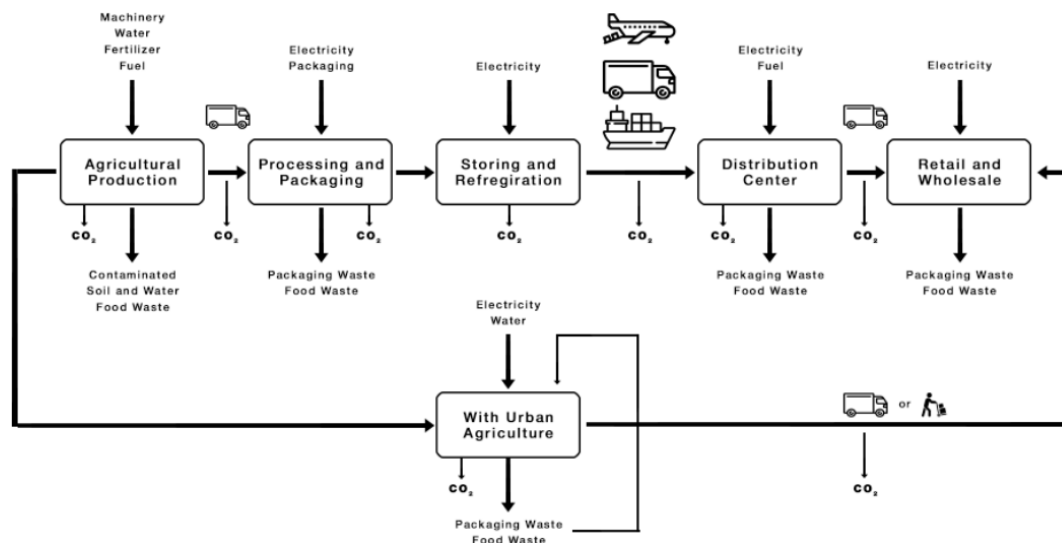 Machinery
Water
Fertilizer
Fuel
Electricity
Packaging
Electricity
Electricity
Fuel
Electricity
Agricultural
Production
Processing and
Packaging
Storing and
Refregiration
Distribution
Center
Retail and
Wholesale
CO₂
CO₂
CO₂
CO₂
CO₂
CO₂
CO₂
Contaminated
Soil and Water
Food Waste
Packaging Waste
Food Waste
Packaging Waste
Food Waste
Packaging Waste
Food Waste
Electricity
Water
With Urban
Agriculture
or
CO₂
CO₂
Packaging Waste
Food Waste